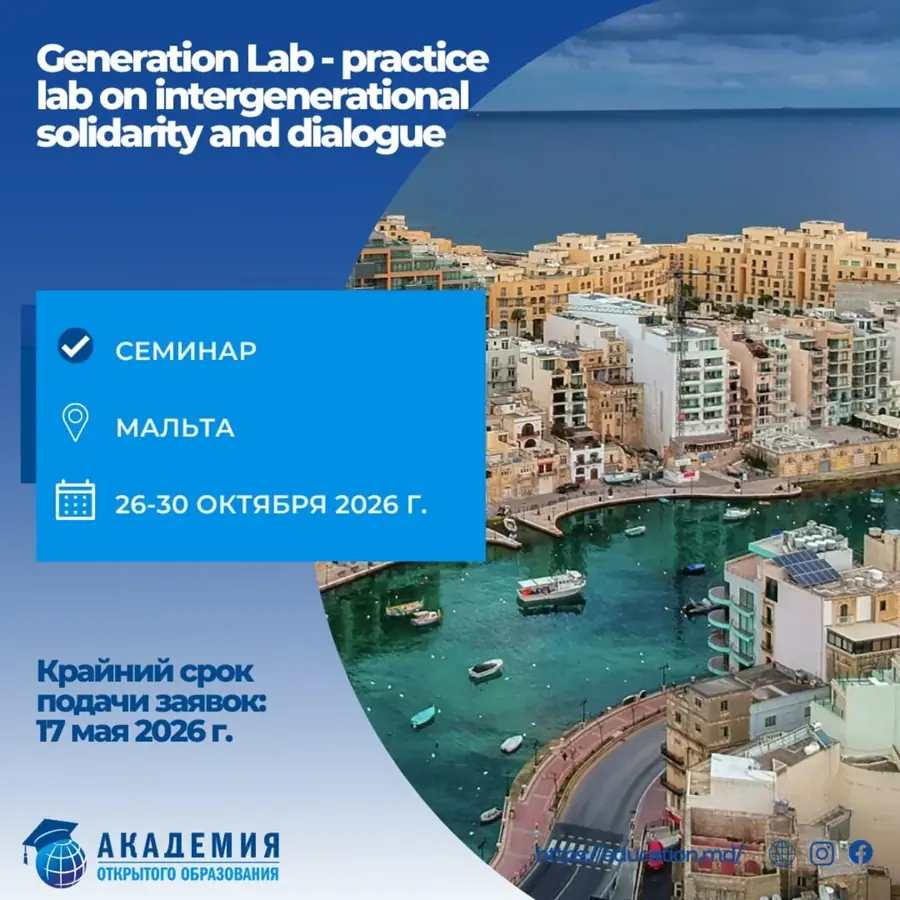 Generation Lab - practice
lab on intergenerational
solidarity and dialogue
СЕМИНАР
МАЛЬТА
26-30 ОКТЯБРЯ 2026 Г.
Крайний срок
подачи заявок:
17 мая 2026 г.
АКАДЕМИЯ
ОТКРЫТОГО ОБРАЗОВАНИЯ
https://education.md/